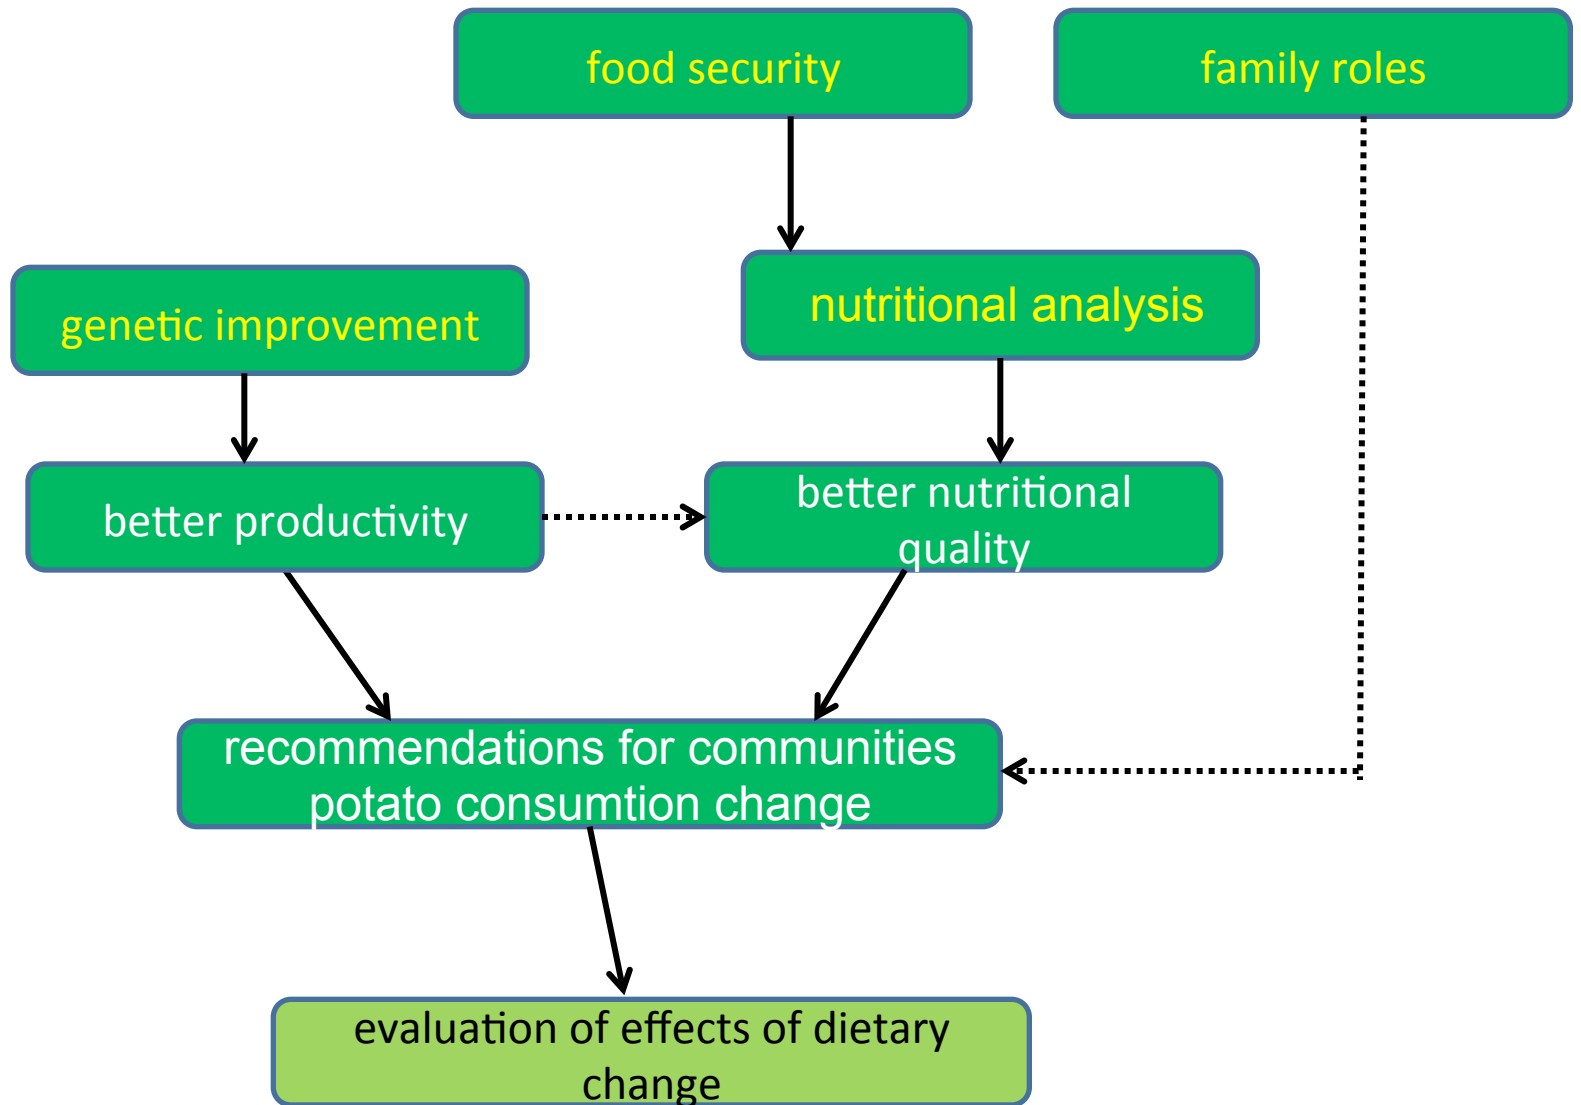 food security
family roles
genetic improvement
nutritional analysis
better productivity
better nutritional
quality
recommendations for communities
potato consumtion change
evaluation of effects of dietary
change